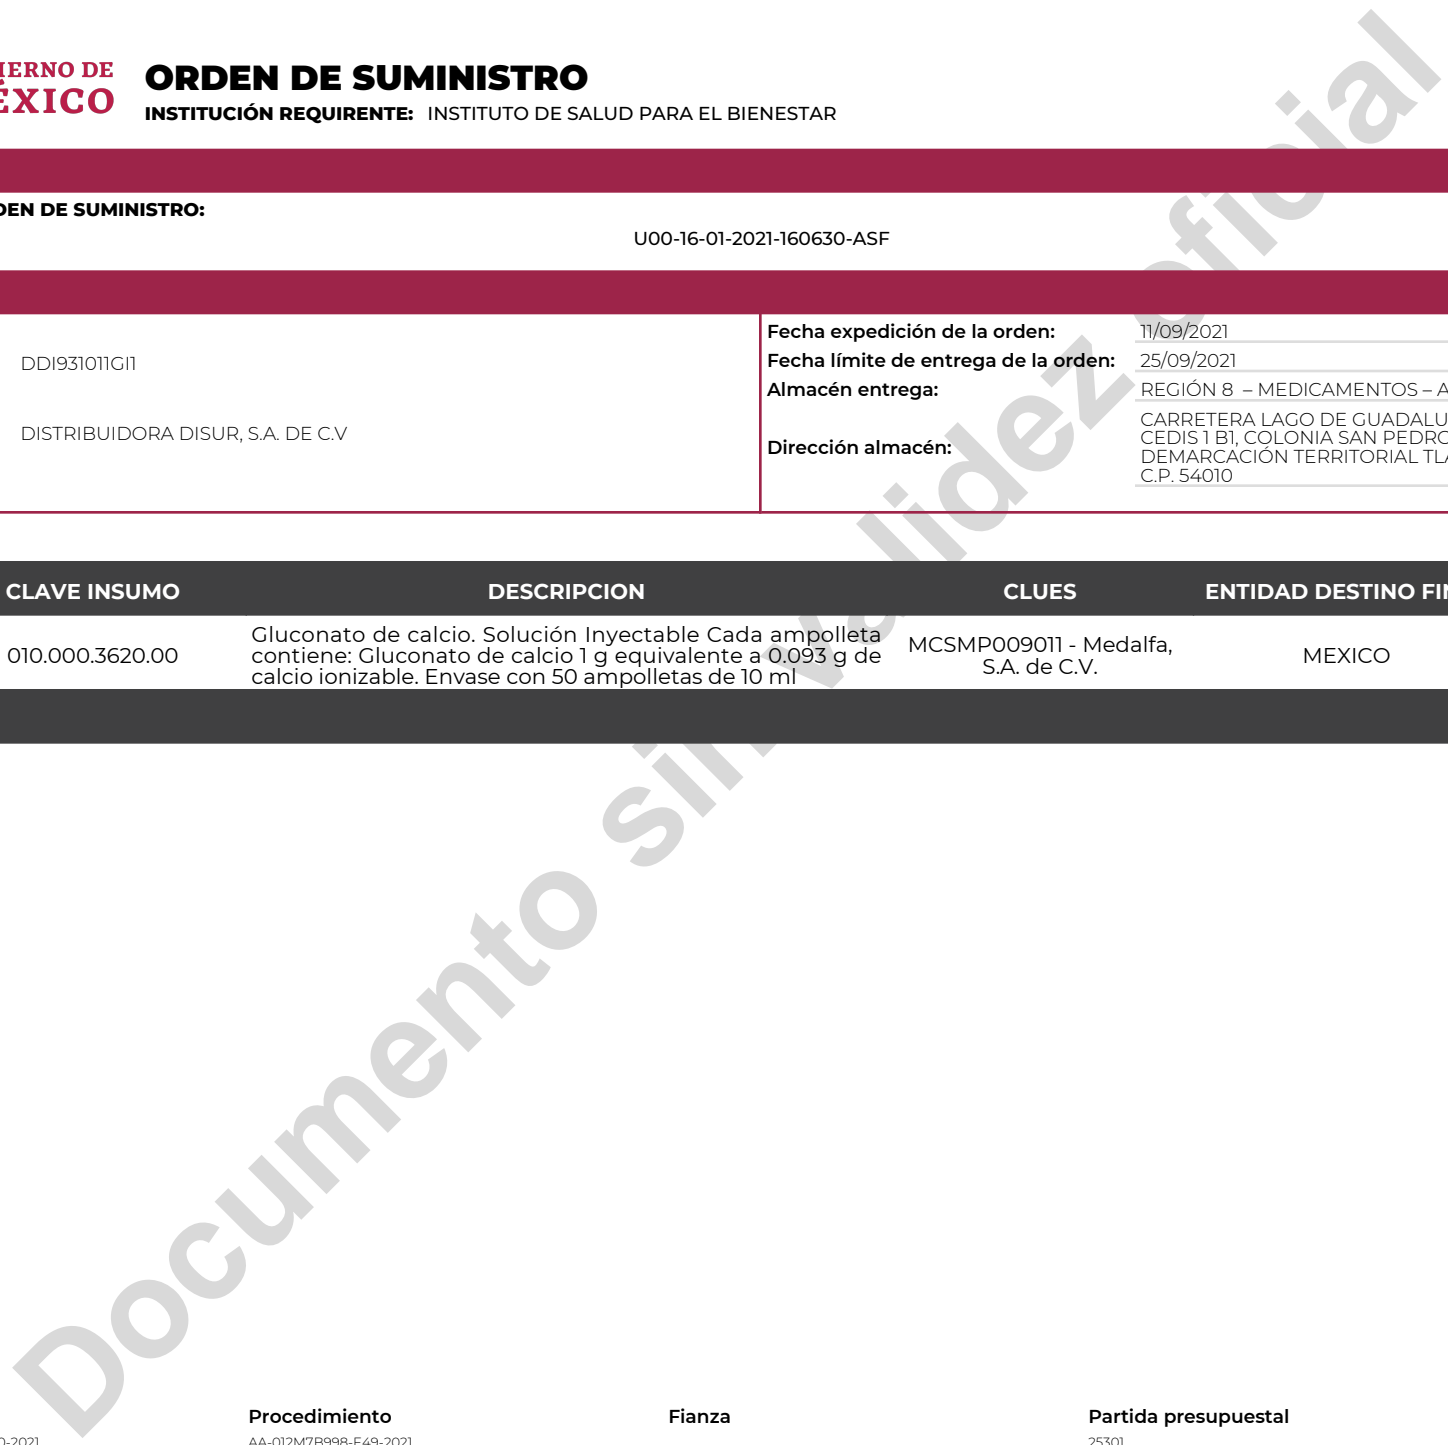 IERNO DE
ÉXICO
ORDEN DE SUMINISTRO
INSTITUCIÓN REQUIRENTE: INSTITUTO DE SALUD PARA EL BIENESTAR
DEN DE SUMINISTRO:
U00-16-01-2021-160630-ASF
DDI931011GI1
DISTRIBUIDORA DISUR, S.A. DE C.V
Fecha expedición de la orden: 11/09/2021
Fecha límite de entrega de la orden: 25/09/2021
Almacén entrega: REGIÓN 8 – MEDICAMENTOS – A
Dirección almacén:
CARRETERA LAGO DE GUADALU
CEDIS 1 B1, COLONIA SAN PEDRO
DEMARCACIÓN TERRITORIAL TLA
C.P. 54010
CLAVE INSUMO DESCRIPCION CLUES ENTIDAD DESTINO FIN
010.000.3620.00
Gluconato de calcio. Solución Inyectable Cada ampolleta
contiene: Gluconato de calcio 1 g equivalente a 0.093 g de
calcio ionizable. Envase con 50 ampolletas de 10 ml
MCSMP009011 - Medalfa,
S.A. de C.V.
MEXICO
Documento sin validez oficial
Procedimiento Fianza Partida presupuestal
0-2021 AA-012M7B998-E49-2021 25301